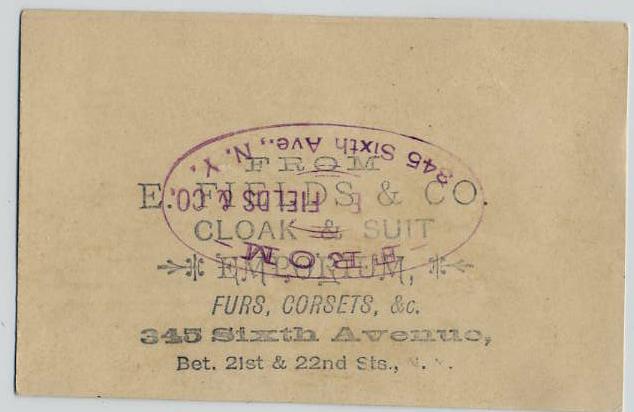 FROM
E. FIELDS & CO.
CLOAK & SUIT
EMPORIUM,
FURS, CORSETS, &c.
345 Sixth Avenue,
Bet. 21st & 22nd Sts., N. Y.
FROM
E. FIELDS & CO.
345 Sixth Ave., N. Y.